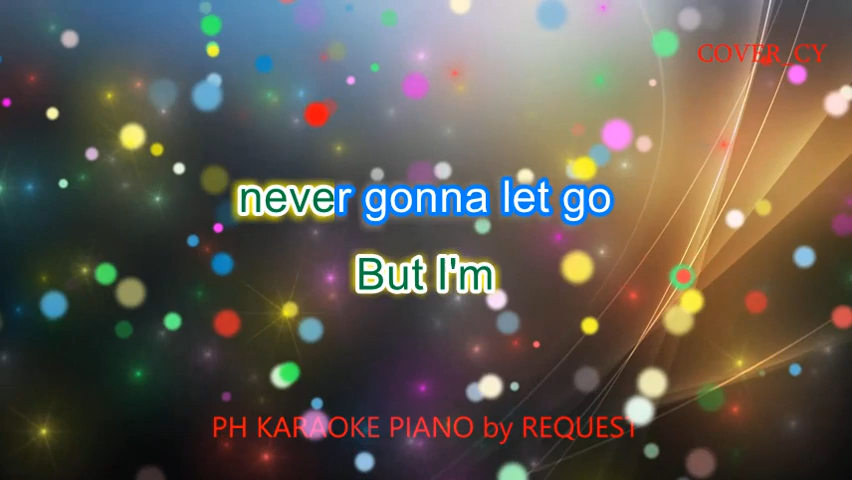 COVER_CY
never gonna let go
But I'm
PH KARAOKE PIANO by REQUEST